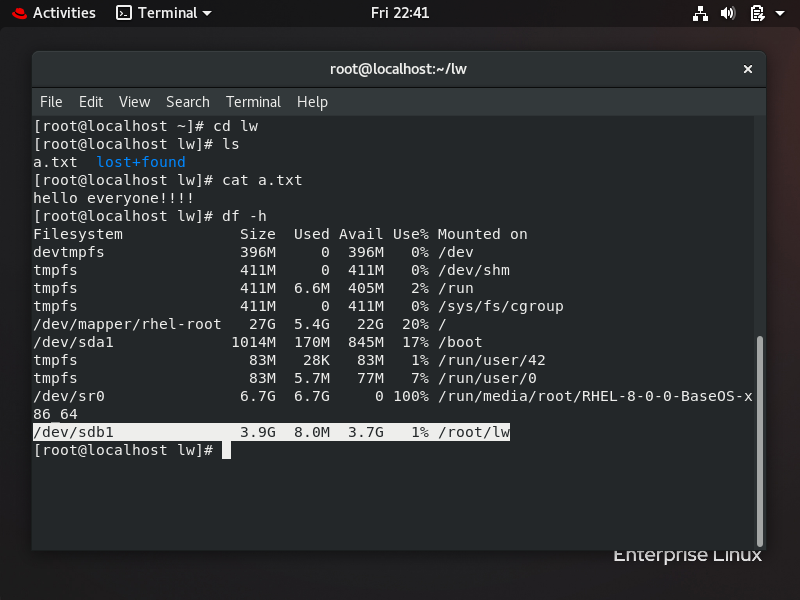 Activities Terminal Fri 22:41
root@localhost:~/lw ×
File Edit View Search Terminal Help
[root@localhost ~]# cd lw
[root@localhost lw]# ls
a.txt  lost+found
[root@localhost lw]# cat a.txt
hello everyone!!!!
[root@localhost lw]# df -h
Filesystem             Size  Used Avail Use% Mounted on
devtmpfs               396M     0  396M   0% /dev
tmpfs                  411M     0  411M   0% /dev/shm
tmpfs                  411M  6.6M  405M   2% /run
tmpfs                  411M     0  411M   0% /sys/fs/cgroup
/dev/mapper/rhel-root   27G  5.4G   22G  20% /
/dev/sda1             1014M  170M  845M  17% /boot
tmpfs                   83M   28K   83M   1% /run/user/42
tmpfs                   83M  5.7M   77M   7% /run/user/0
/dev/sr0               6.7G  6.7G     0 100% /run/media/root/RHEL-8-0-0-BaseOS-x
86_64
/dev/sdb1              3.9G  8.0M  3.7G   1% /root/lw
[root@localhost lw]#
Enterprise Linux